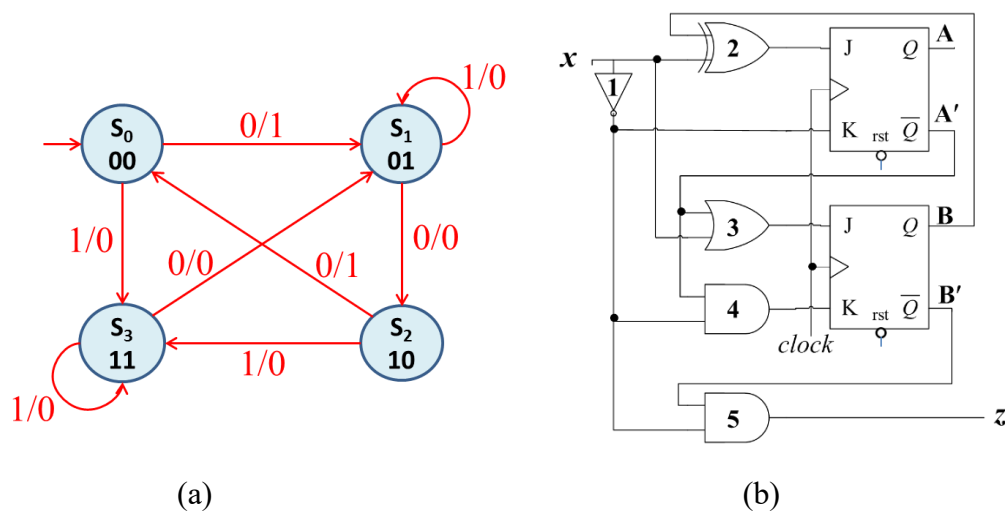 S0
00
0/1
S1
01
1/0
1/0
0/0
0/1
0/0
S3
11
1/0
S2
10
1/0
(a)
x
1
2
J
Q
A
K
rst
Q
A′
3
J
Q
B
4
K
rst
Q
B′
clock
5
z
(b)